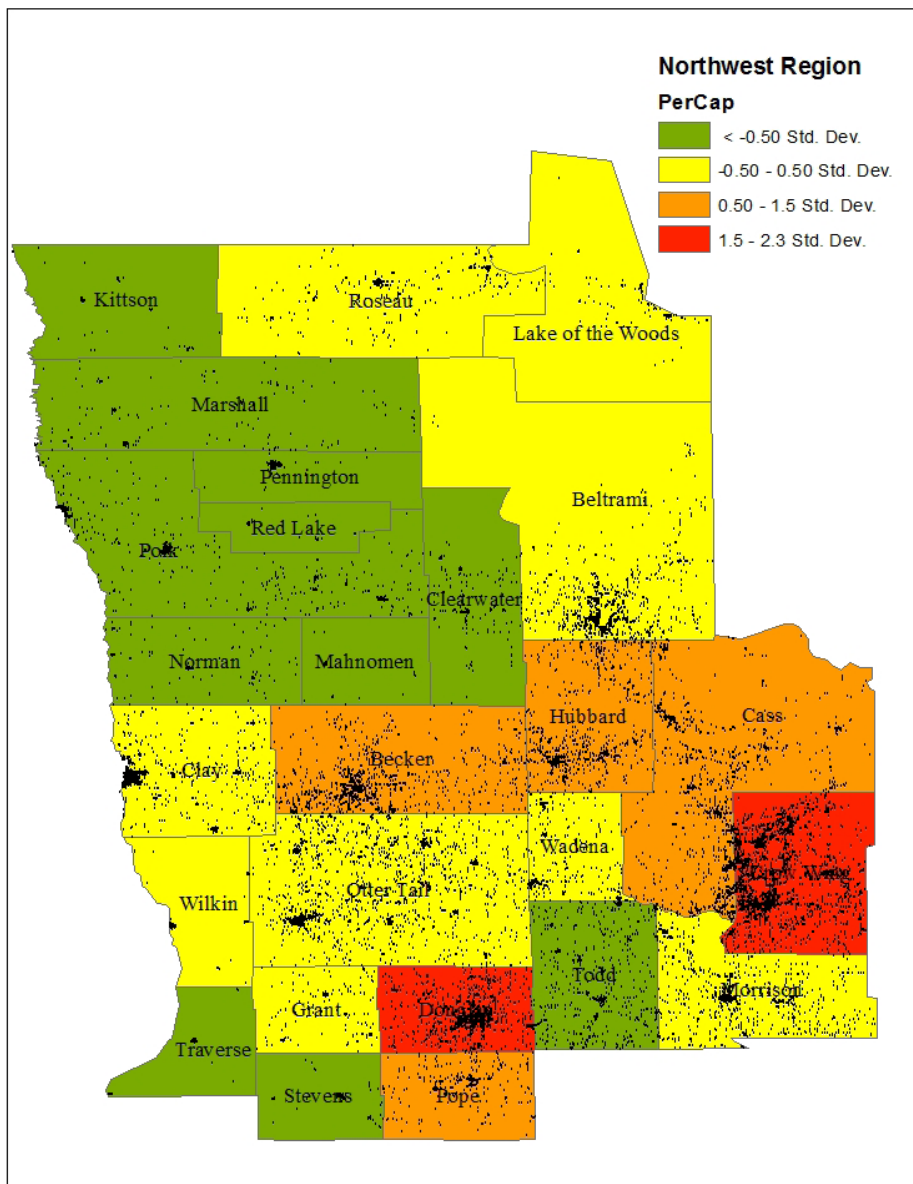 Northwest Region
PerCap
< -0.50 Std. Dev.
-0.50 - 0.50 Std. Dev.
0.50 - 1.5 Std. Dev.
1.5 - 2.3 Std. Dev.
Kittson
Roseau
Lake of the Woods
Marshall
Pennington
Beltrami
Red Lake
Polk
Clearwater
Norman
Mahnomen
Hubbard
Cass
Becker
Clay
Wadena
Crow Wing
Otter Tail
Wilkin
Todd
Morrison
Grant
Douglas
Traverse
Stevens
Pope